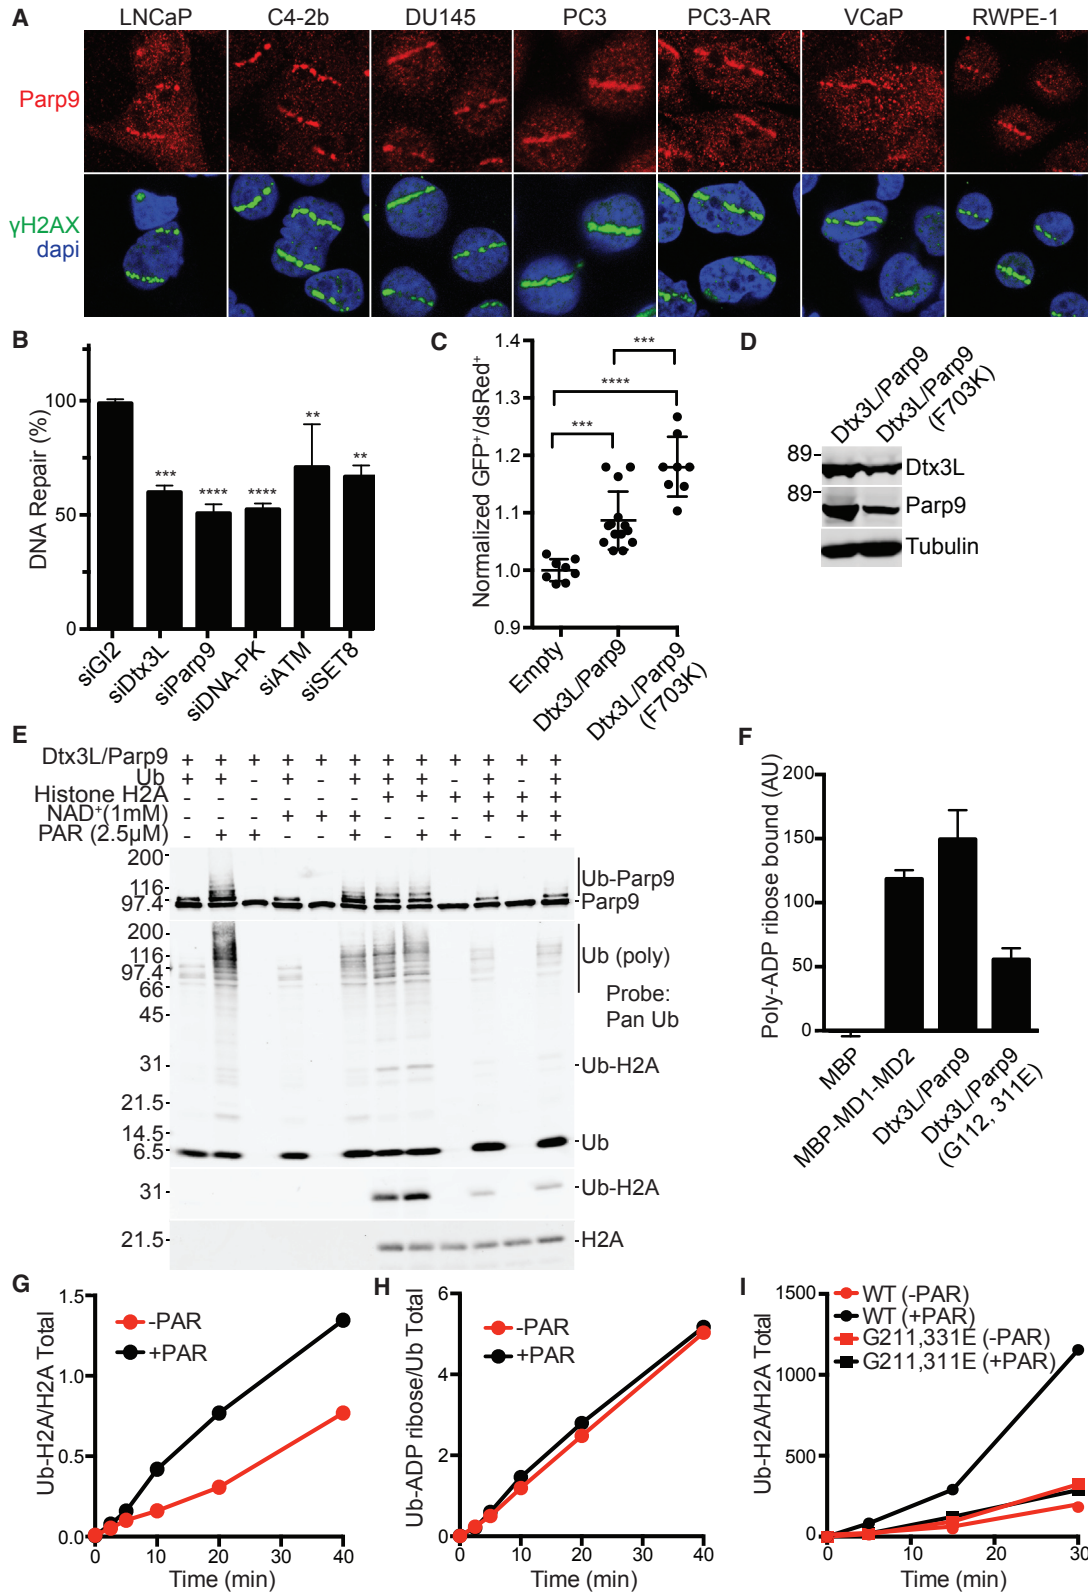 A
LNCaP C4-2b DU145 PC3 PC3-AR VCaP RWPE-1
Parp9
γH2AX
dapi
B
DNA Repair (%)
100
50
0
*** **** **** ** **
siGl2 siDtx3L siParp9 siDNA-PK siATM siSET8
C
Normalized GFP⁺/dsRed⁺
1.4
1.3
1.2
1.1
1.0
0.9
***
****
***
Empty
Dtx3L/Parp9
Dtx3L/Parp9
(F703K)
D
Dtx3L/Parp9
Dtx3L/Parp9
(F703K)
89 Dtx3L
89 Parp9
Tubulin
E
Dtx3L/Parp9 + + + + + + + + + + + +
Ub + + - + - + + + - + - +
Histone H2A - - - - - - + + + + + +
NAD⁺(1mM) - - - + + + - - - + + +
PAR (2.5µM) - + + - - + - + + - - +
200
116
97.4
Ub-Parp9
Parp9
200
116
97.4
66
45
31
21.5
14.5
6.5
Ub (poly)
Probe:
Pan Ub
Ub-H2A
Ub
31 Ub-H2A
21.5 H2A
F
Poly-ADP ribose bound (AU)
200
150
100
50
0
MBP
MBP-MD1-MD2
Dtx3L/Parp9
Dtx3L/Parp9
(G112, 311E)
G
Ub-H2A/H2A Total
1.5
1.0
0.5
0.0
-PAR
+PAR
0 10 20 30 40
Time (min)
H
Ub-ADP ribose/Ub Total
6
4
2
0
-PAR
+PAR
0 10 20 30 40
Time (min)
I
Ub-H2A/H2A Total
1500
1000
500
0
WT (-PAR)
WT (+PAR)
G211,331E (-PAR)
G211,311E (+PAR)
0 10 20 30
Time (min)